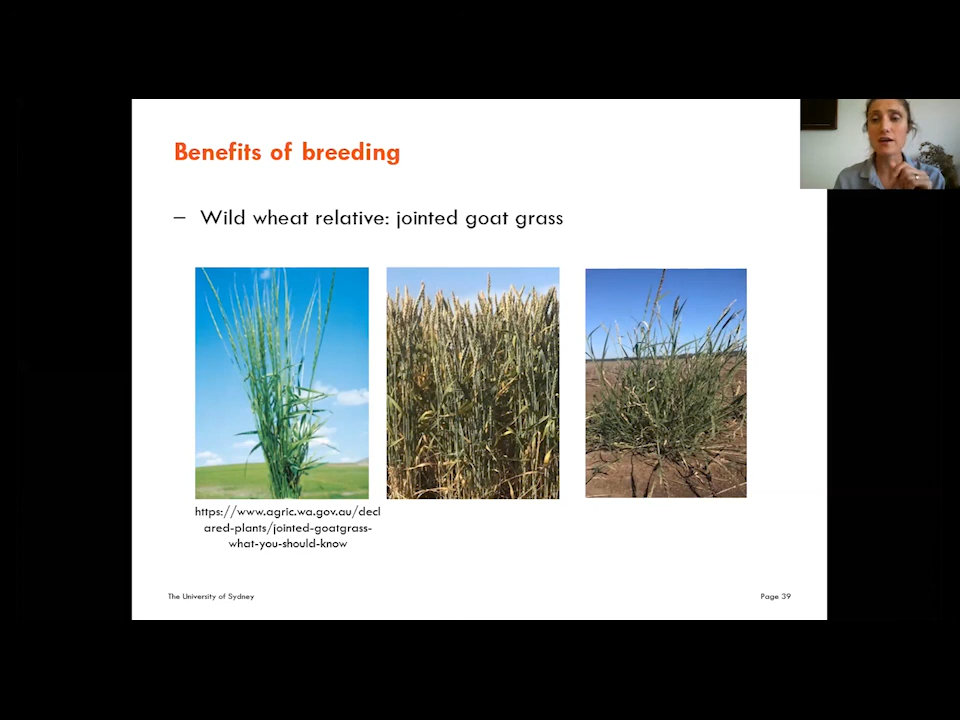 Benefits of breeding
– Wild wheat relative: jointed goat grass
https://www.agric.wa.gov.au/decl
ared-plants/jointed-goatgrass-
what-you-should-know
The University of Sydney
Page 39